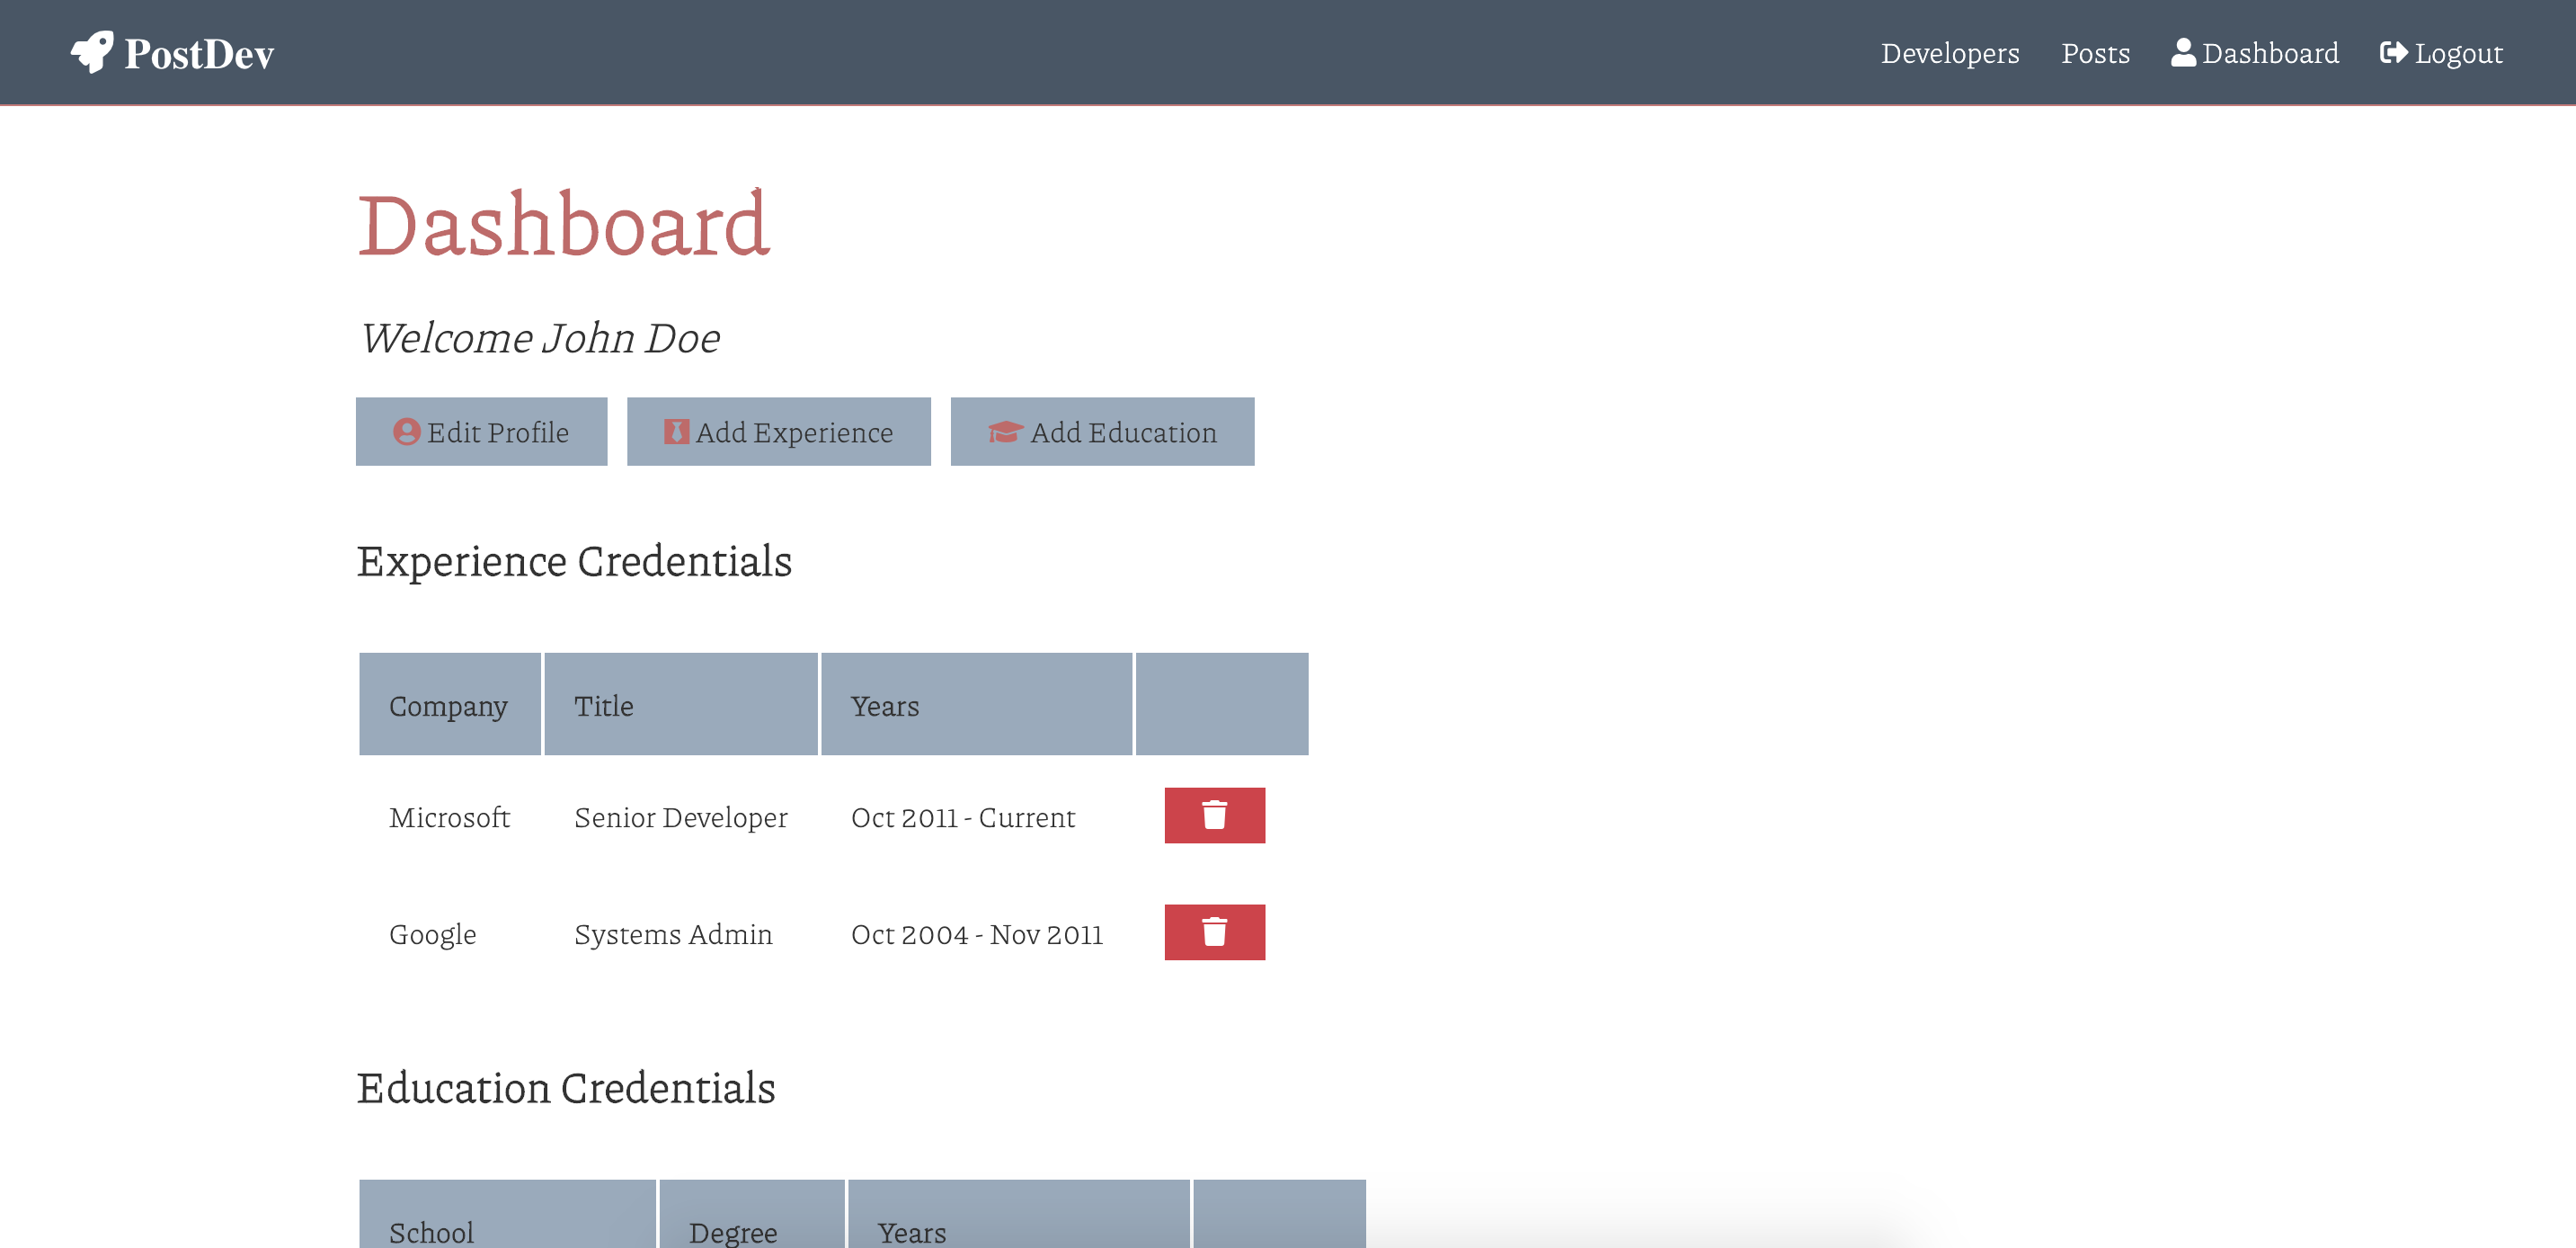 PostDev
Developers Posts Dashboard Logout
Dashboard
Welcome John Doe
Edit Profile Add Experience Add Education
Experience Credentials
Company Title Years
Microsoft Senior Developer Oct 2011 - Current
Google Systems Admin Oct 2004 - Nov 2011
Education Credentials
School Degree Years